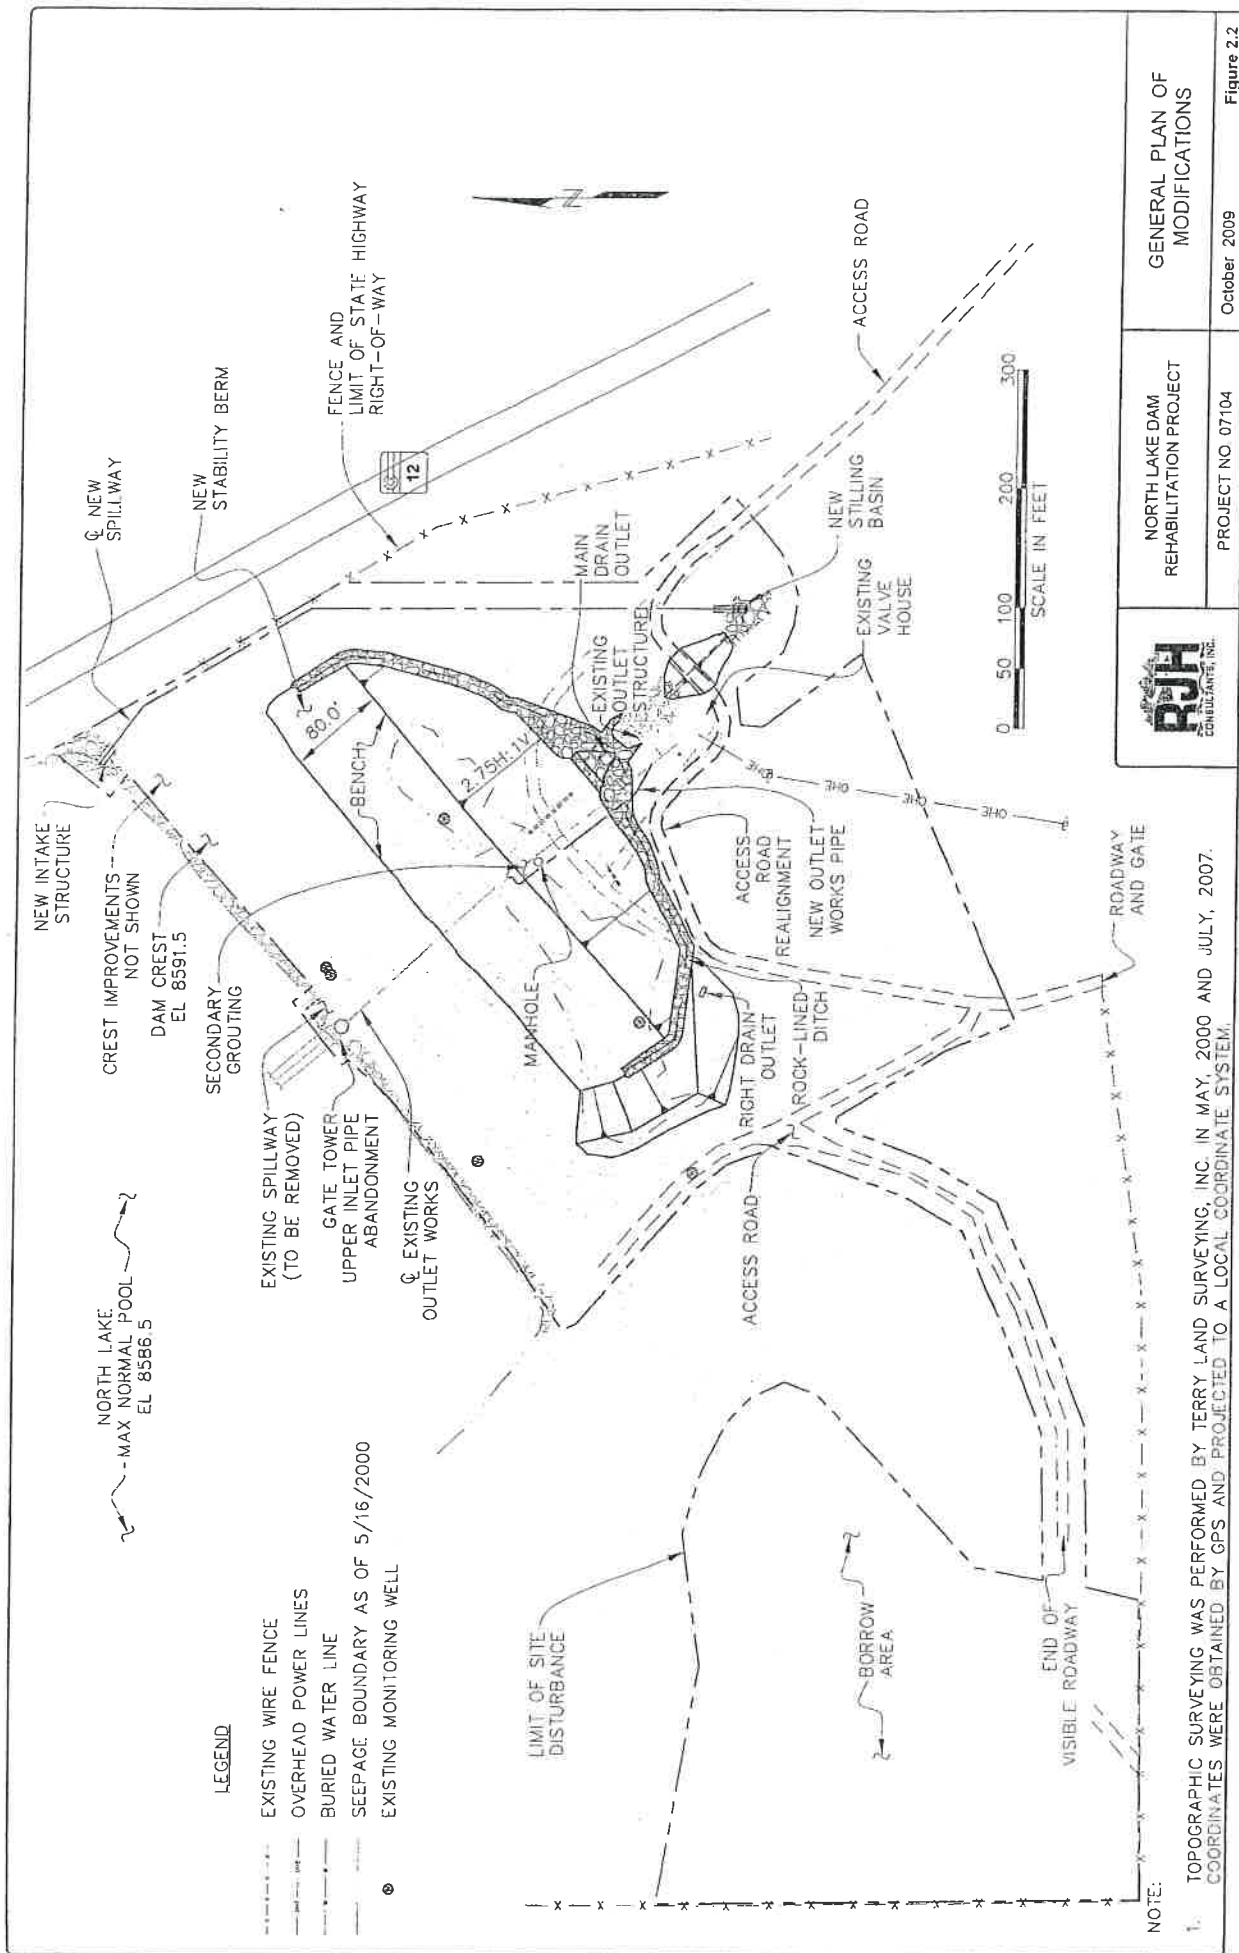 NORTH LAKE
MAX NORMAL POOL
EL 8586.5
NEW INTAKE
STRUCTURE
CREST IMPROVEMENTS
NOT SHOWN
DAM CREST
EL 8591.5
SECONDARY
GROUTING
EXISTING SPILLWAY
(TO BE REMOVED)
GATE TOWER
UPPER INLET PIPE
ABANDONMENT
℄ EXISTING
OUTLET WORKS
℄ NEW
SPILLWAY
NEW
STABILITY BERM
FENCE AND
LIMIT OF STATE HIGHWAY
RIGHT-OF-WAY
12
N
80.0'
BENCH
2.75H:1V
MANHOLE
MAIN
DRAIN
OUTLET
EXISTING
OUTLET
STRUCTURE
NEW
STILLING
BASIN
EXISTING
VALVE
HOUSE
ACCESS ROAD
OHE
OHE
OHE
OHE
ACCESS
ROAD
REALIGNMENT
NEW OUTLET
WORKS PIPE
RIGHT DRAIN
OUTLET
ROCK-LINED
DITCH
ACCESS ROAD
ROADWAY
AND GATE
LEGEND
EXISTING WIRE FENCE
OVERHEAD POWER LINES
BURIED WATER LINE
SEEPAGE BOUNDARY AS OF 5/16/2000
EXISTING MONITORING WELL
LIMIT OF SITE
DISTURBANCE
BORROW
AREA
END OF
VISIBLE ROADWAY
0 50 100 200 300
SCALE IN FEET
NOTE:
1. TOPOGRAPHIC SURVEYING WAS PERFORMED BY TERRY LAND SURVEYING, INC. IN MAY, 2000 AND JULY, 2007.
COORDINATES WERE OBTAINED BY GPS AND PROJECTED TO A LOCAL COORDINATE SYSTEM.
RJH
CONSULTANTS, INC.
NORTH LAKE DAM
REHABILITATION PROJECT
PROJECT NO. 07104
GENERAL PLAN OF
MODIFICATIONS
October 2009
Figure 2.2